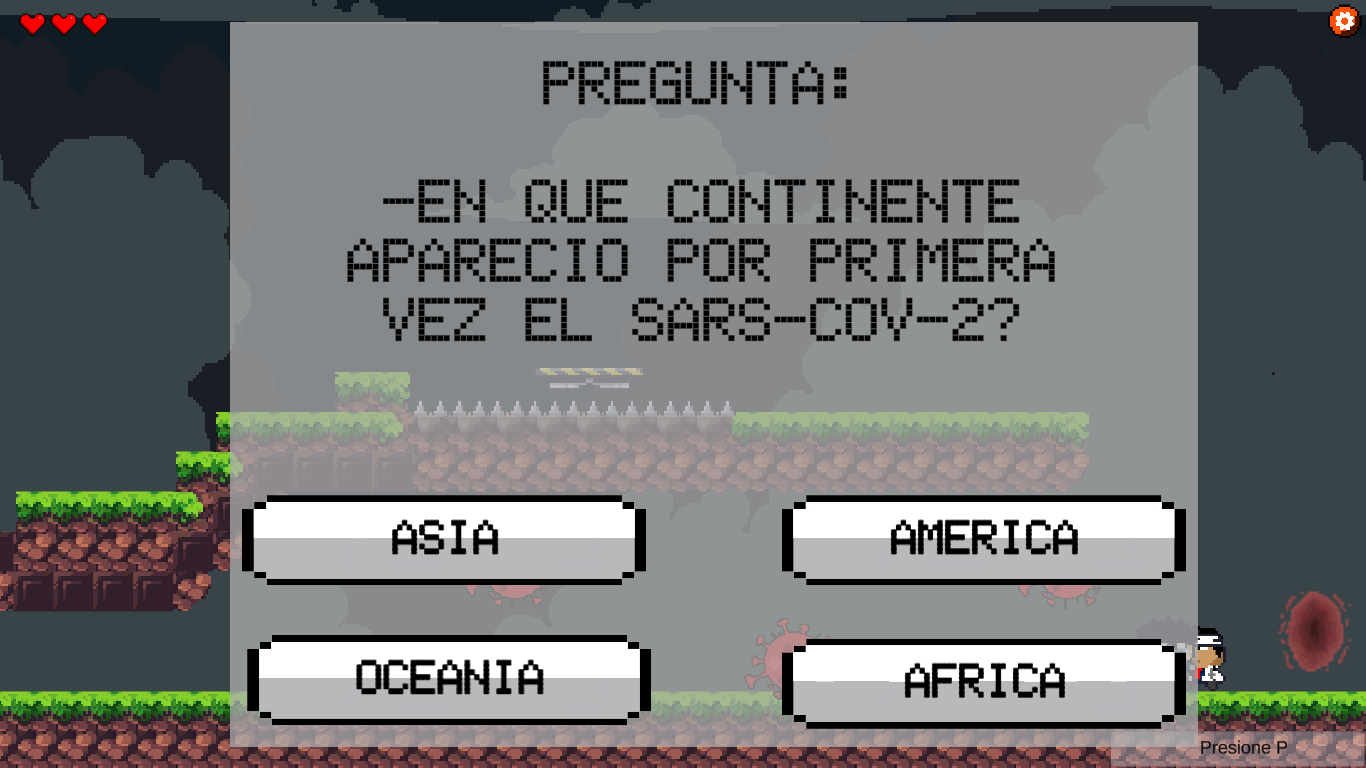 PREGUNTA:
-EN QUE CONTINENTE
APARECIO POR PRIMERA
VEZ EL SARS-COV-2?
ASIA
AMERICA
OCEANIA
AFRICA
Presione P